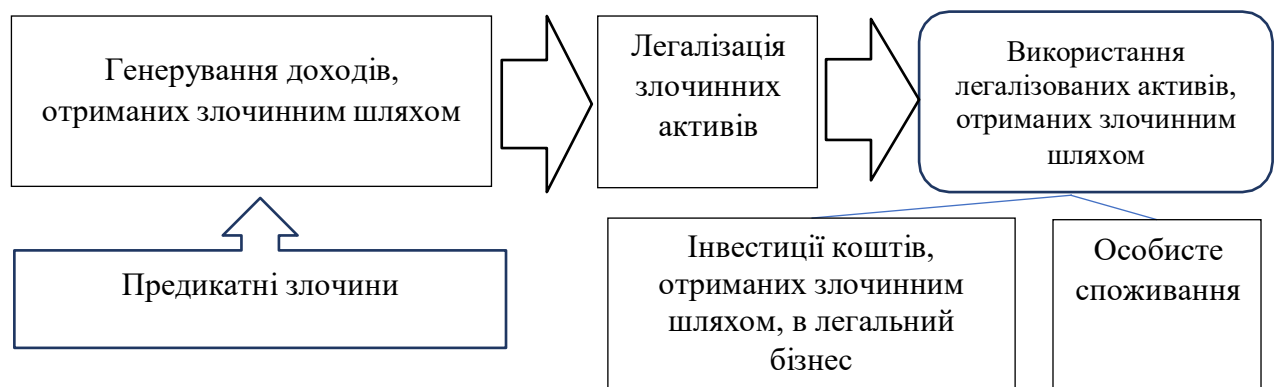 Генерування доходів,
отриманих злочинним шляхом
Легалізація
злочинних
активів
Використання
легалізованих активів,
отриманих злочинним
шляхом
Предикатні злочини
Інвестиції коштів,
отриманих злочинним
шляхом, в легальний
бізнес
Особисте
споживання